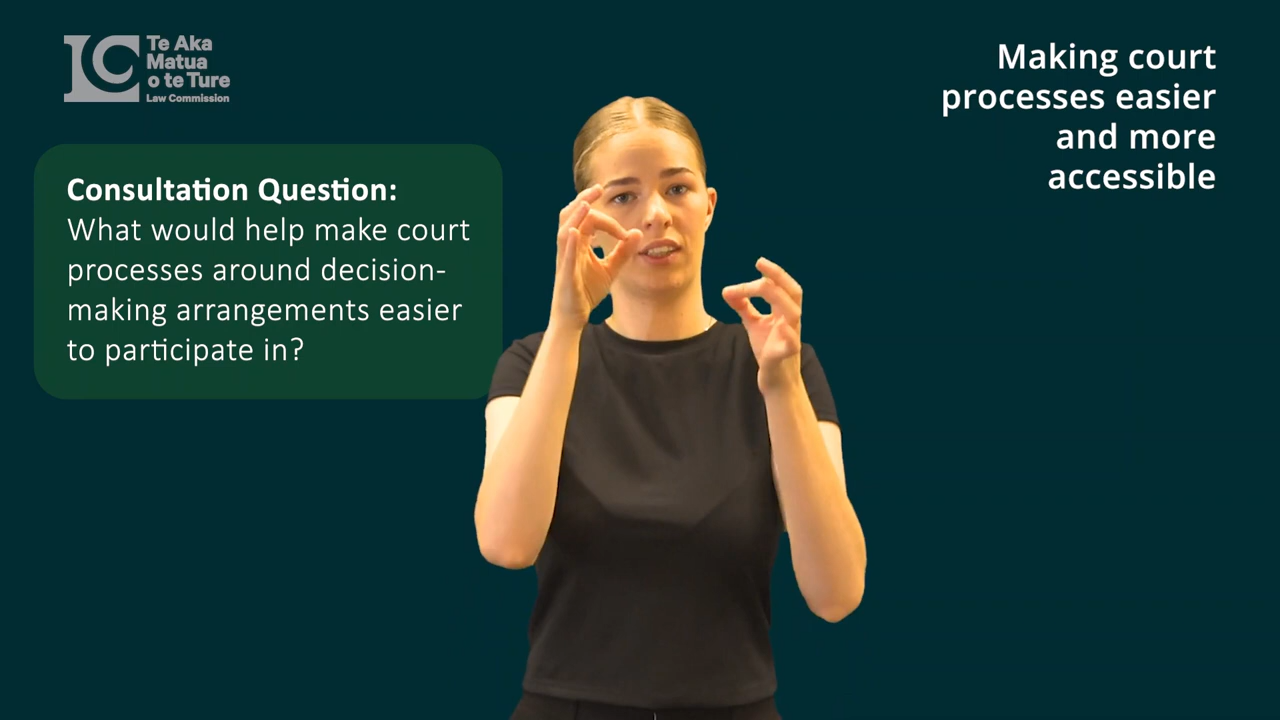 Te Aka
Matua
o te Ture
Law Commission
Making court
processes easier
and more
accessible
Consultation Question:
What would help make court
processes around decision-
making arrangements easier
to participate in?